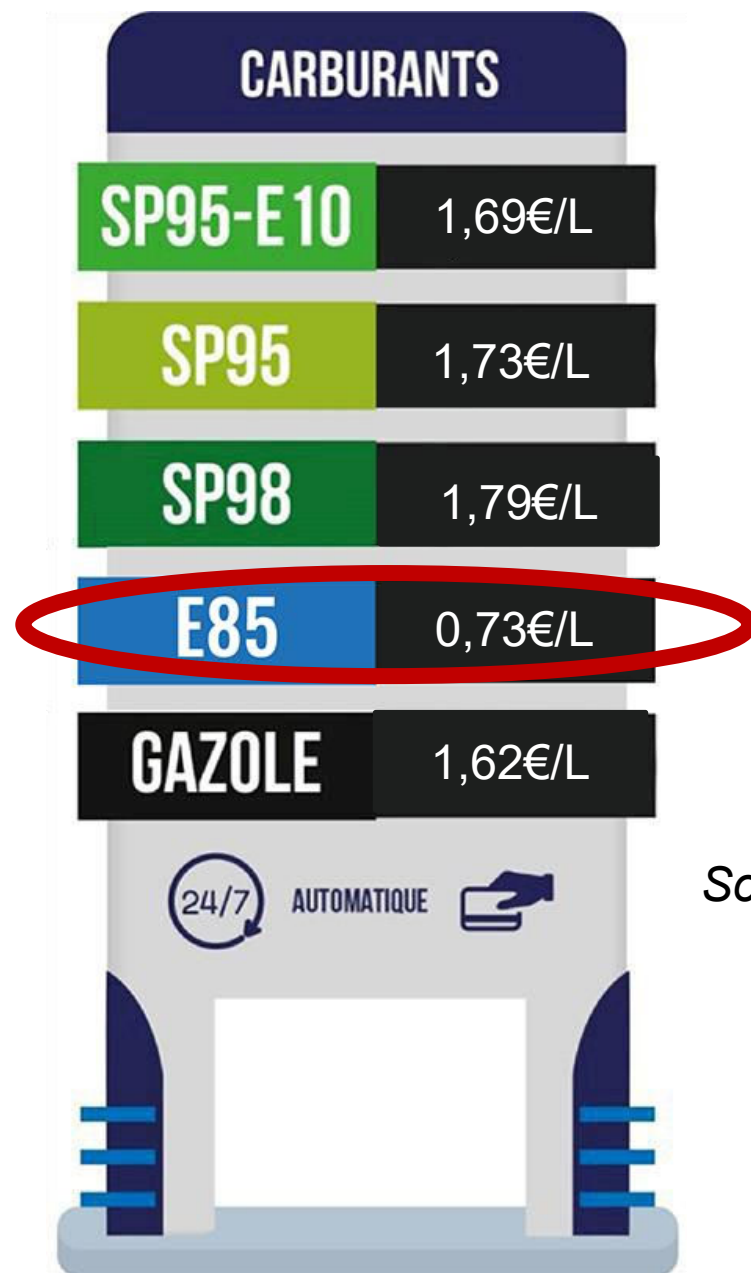 CARBURANTS
SP95-E10 1,69€/L
SP95 1,73€/L
SP98 1,79€/L
E85 0,73€/L
GAZOLE 1,62€/L
24/7 AUTOMATIQUE